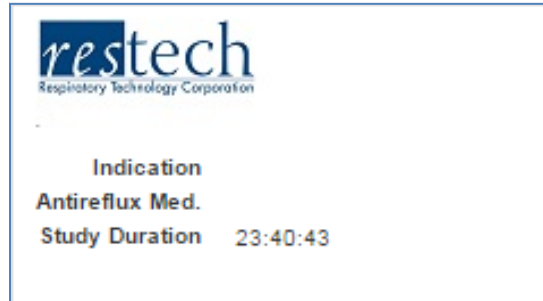 restech
Respiratory Technology Corporation
Indication
Antireflux Med.
Study Duration 23:40:43